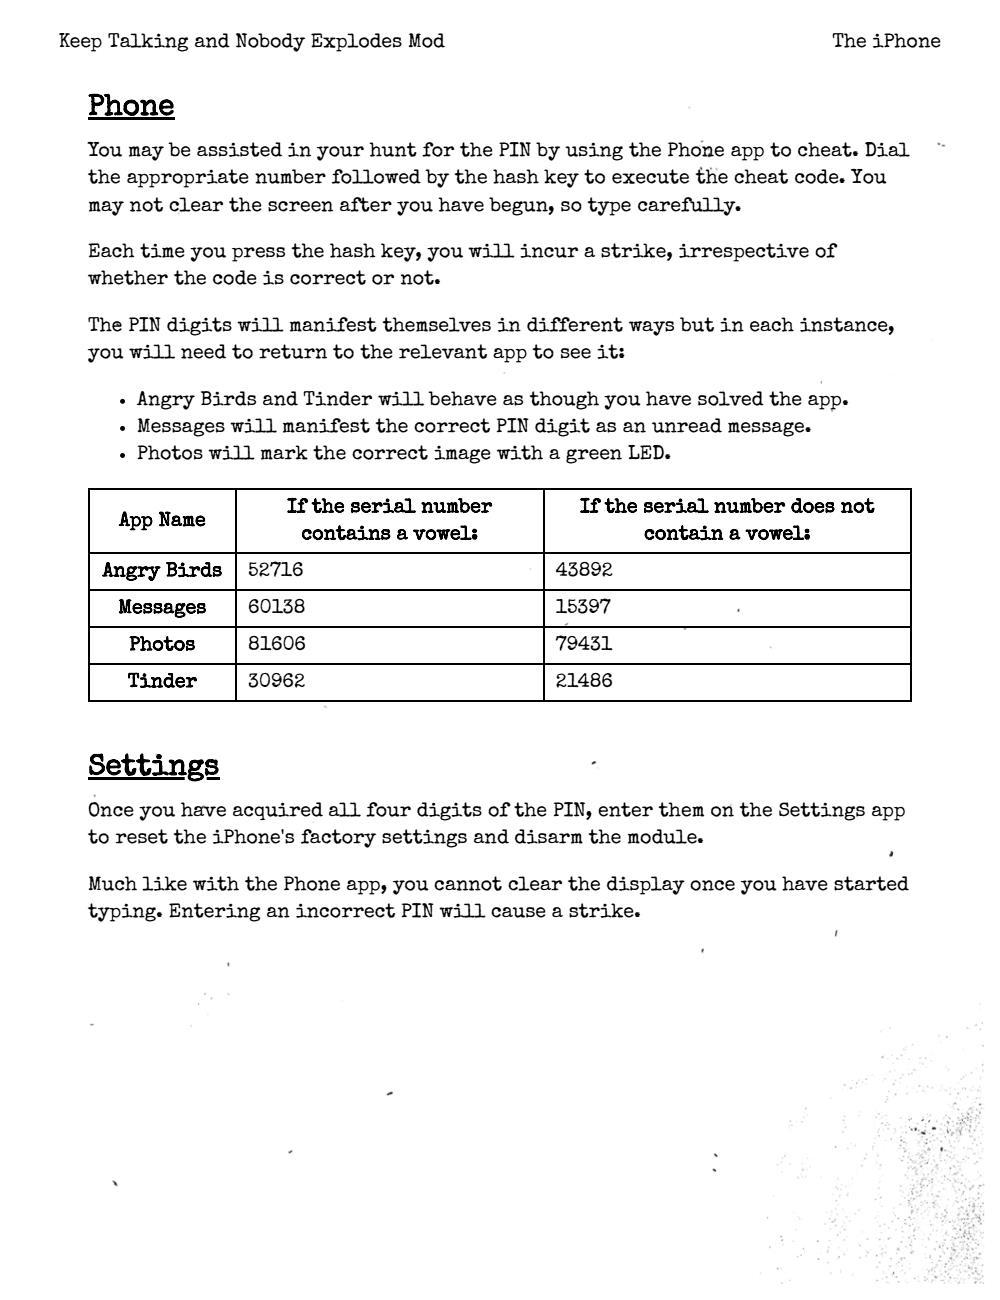 Keep Talking and Nobody Explodes Mod The iPhone
Phone
You may be assisted in your hunt for the PIN by using the Phone app to cheat. Dial
the appropriate number followed by the hash key to execute the cheat code. You
may not clear the screen after you have begun, so type carefully.
Each time you press the hash key, you will incur a strike, irrespective of
whether the code is correct or not.
The PIN digits will manifest themselves in different ways but in each instance,
you will need to return to the relevant app to see it:
• Angry Birds and Tinder will behave as though you have solved the app.
• Messages will manifest the correct PIN digit as an unread message.
• Photos will mark the correct image with a green LED.
App Name If the serial number contains a vowel: If the serial number does not contain a vowel:
Angry Birds 52716 43892
Messages 60138 15397
Photos 81606 79431
Tinder 30962 21486
Settings
Once you have acquired all four digits of the PIN, enter them on the Settings app
to reset the iPhone's factory settings and disarm the module.
Much like with the Phone app, you cannot clear the display once you have started
typing. Entering an incorrect PIN will cause a strike.